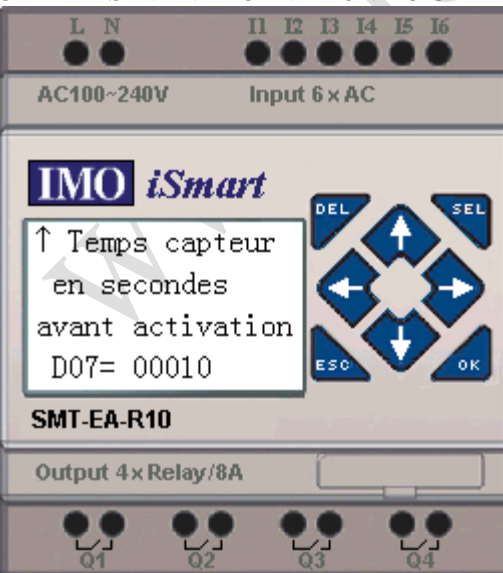 L N I1 I2 I3 I4 I5 I6
AC100~240V Input 6 x AC
IMO iSmart
DEL SEL
↑ Temps capteur
en secondes
avant activation
D07= 00010
ESC OK
SMT-EA-R10
Output 4 x Relay/8A
Q1 Q2 Q3 Q4